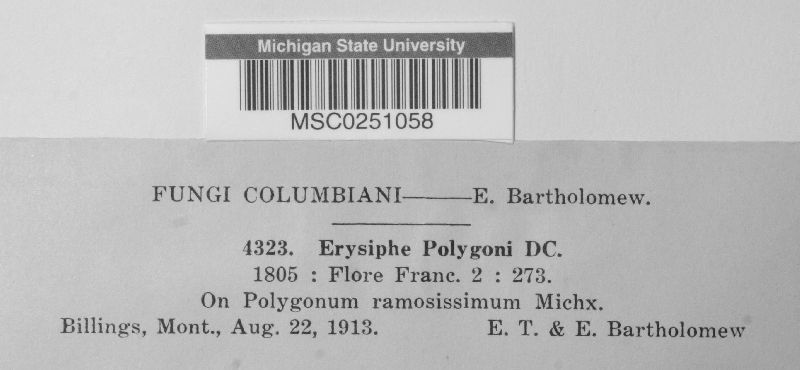 Michigan State University
MSC0251058
FUNGI COLUMBIANI———E. Bartholomew.
4323. Erysiphe Polygoni DC.
1805 : Flore Franc. 2 : 273.
On Polygonum ramosissimum Michx.
Billings, Mont., Aug. 22, 1913. E. T. & E. Bartholomew